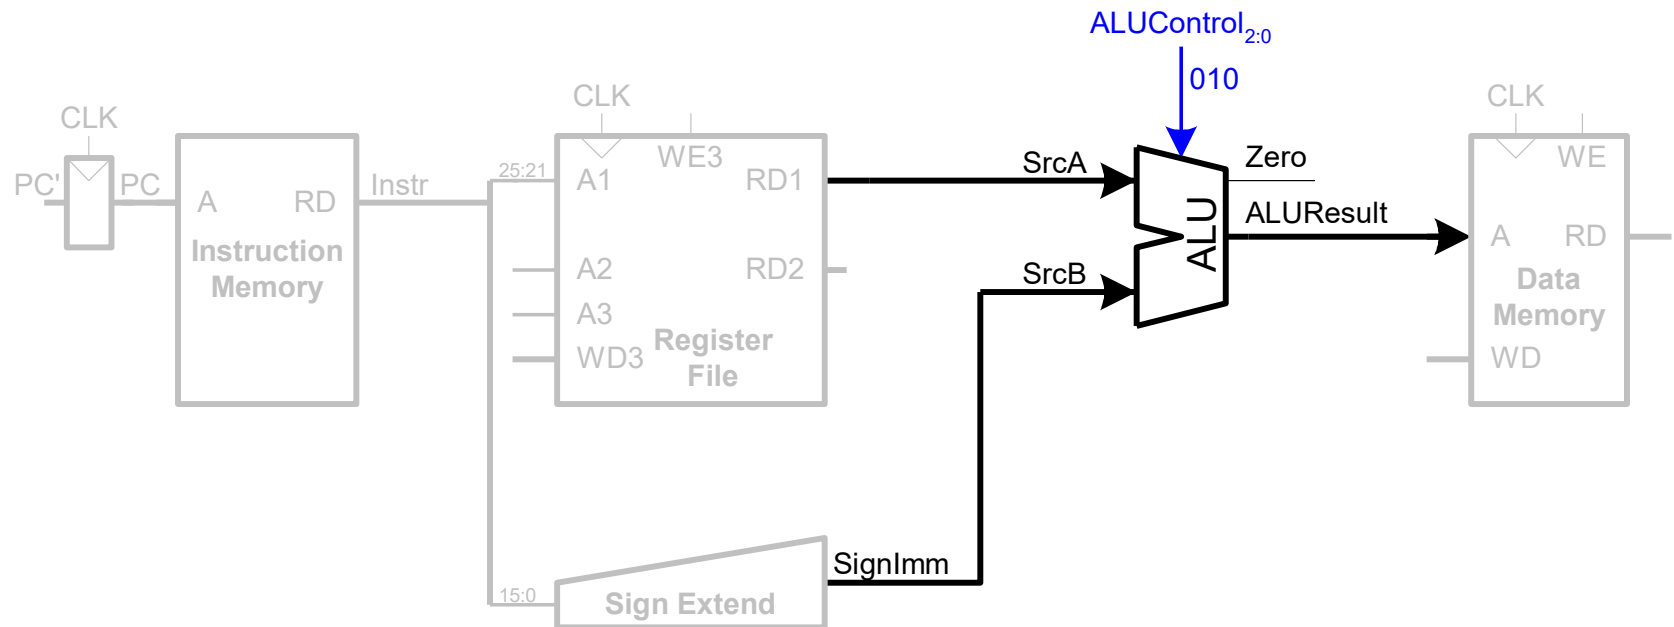 ALUControl2:0
010
CLK
CLK
CLK
PC'
PC
A
RD
Instr
Instruction
Memory
25:21
A1
WE3
RD1
A2
RD2
A3
WD3
Register
File
SrcA
SrcB
ALU
Zero
ALUResult
WE
A
RD
Data
Memory
WD
SignImm
15:0
Sign Extend